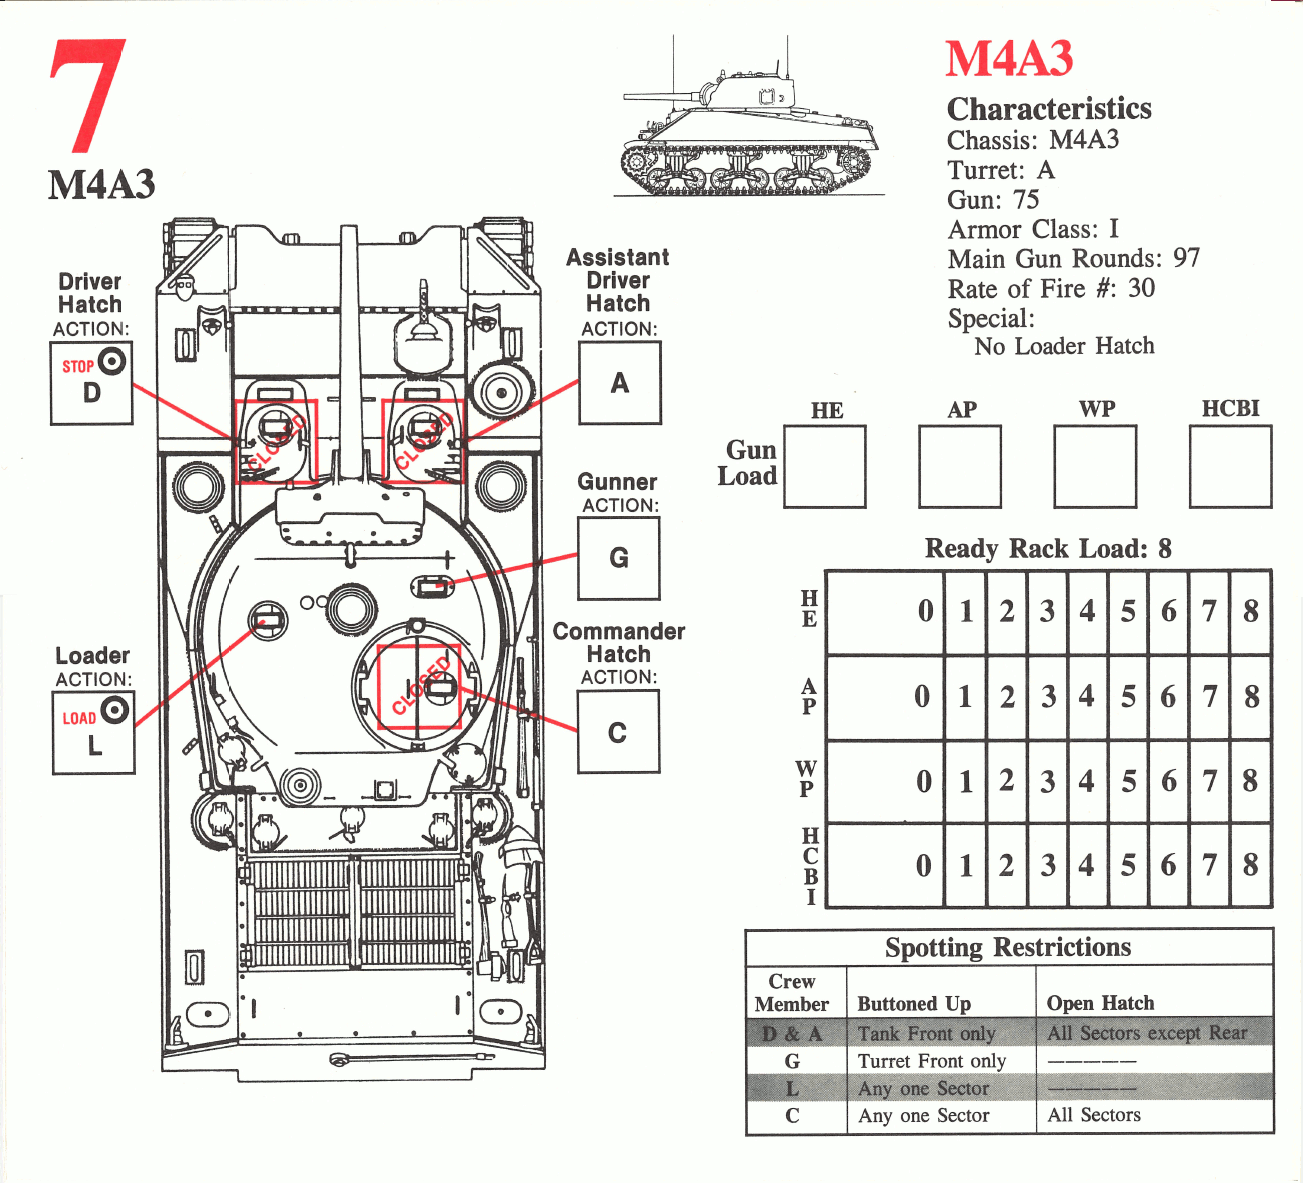 7
M4A3
M4A3
Characteristics
Chassis: M4A3
Turret: A
Gun: 75
Armor Class: I
Main Gun Rounds: 97
Rate of Fire #: 30
Special:
No Loader Hatch
Driver
Hatch
ACTION:
STOP
D
Assistant
Driver
Hatch
ACTION:
A
CLOSED
CLOSED
Gunner
ACTION:
G
Loader
ACTION:
LOAD
L
Commander
Hatch
ACTION:
C
CLOSED
HE AP WP HCBI
Gun
Load
Ready Rack Load: 8
HE 0 1 2 3 4 5 6 7 8
AP 0 1 2 3 4 5 6 7 8
WP 0 1 2 3 4 5 6 7 8
HCBI 0 1 2 3 4 5 6 7 8
Spotting Restrictions
Crew
Member Buttoned Up Open Hatch
D & A Tank Front only All Sectors except Rear
G Turret Front only —————
L Any one Sector —————
C Any one Sector All Sectors